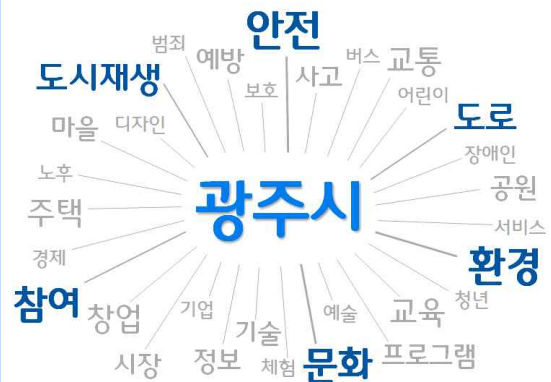 안전
범죄
예방
버스
교통
도시재생
보호
사고
어린이
마을
디자인
도로
장애인
노후
공원
주택
광주시
서비스
경제
환경
참여
창업
기업
예술
교육
청년
기술
시장
정보
체험
문화
프로그램